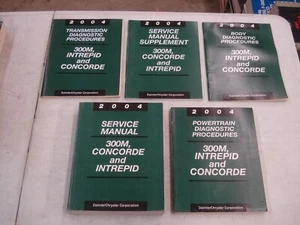 2004
TRANSMISSION
DIAGNOSTIC
PROCEDURES
300M,
INTREPID
and
CONCORDE
DaimlerChrysler Corporation
2004
SERVICE
MANUAL
SUPPLEMENT
300M,
CONCORDE
and
INTREPID
DaimlerChrysler Corporation
2004
BODY
DIAGNOSTIC
PROCEDURES
300M,
INTREPID
and
CONCORDE
DaimlerChrysler Corporation
2004
SERVICE
MANUAL
300M,
CONCORDE
and
INTREPID
DaimlerChrysler Corporation
2004
POWERTRAIN
DIAGNOSTIC
PROCEDURES
300M,
INTREPID
and
CONCORDE
DaimlerChrysler Corporation